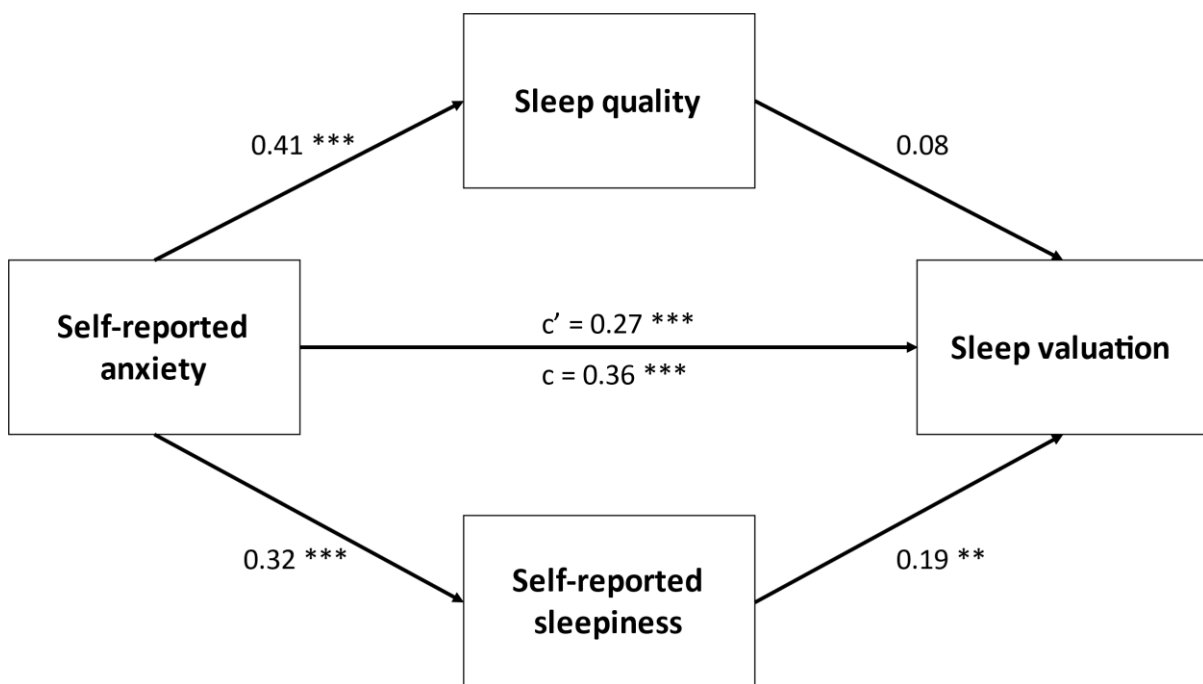 Sleep quality
0.41 ***
0.08
Self-reported
anxiety
c’ = 0.27 ***
c = 0.36 ***
Sleep valuation
0.32 ***
0.19 **
Self-reported
sleepiness